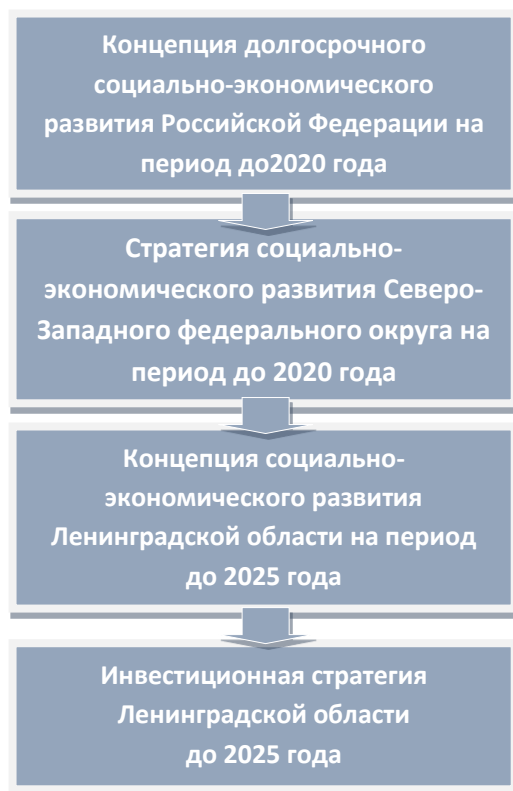 Концепция долгосрочного
социально-экономического
развития Российской Федерации на
период до2020 года
Стратегия социально-
экономического развития Северо-
Западного федерального округа на
период до 2020 года
Концепция социально-
экономического развития
Ленинградской области на период
до 2025 года
Инвестиционная стратегия
Ленинградской области
до 2025 года